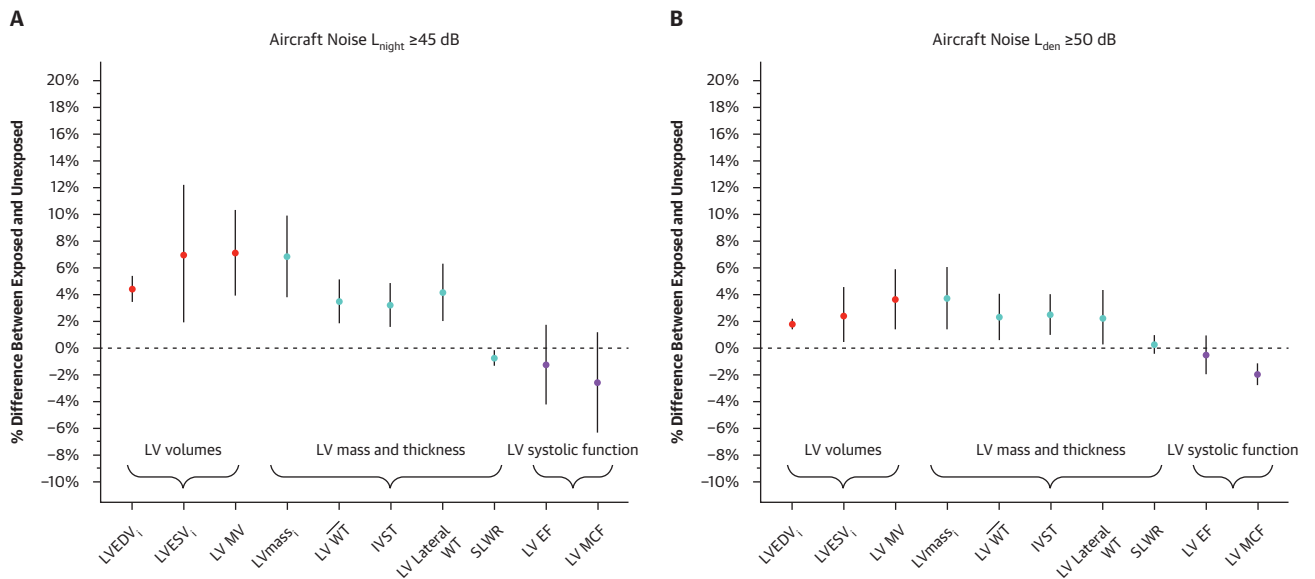 A
Aircraft Noise Lnight ≥45 dB
% Difference Between Exposed and Unexposed
20%
18%
16%
14%
12%
10%
8%
6%
4%
2%
0%
−2%
−4%
−6%
−8%
−10%
LV volumes
LV mass and thickness
LV systolic function
LVEDVi
LVESVi
LV MV
LVmassi
LV W̅T̅
IVST
LV Lateral
WT
SLWR
LV EF
LV MCF
B
Aircraft Noise Lden ≥50 dB
% Difference Between Exposed and Unexposed
20%
18%
16%
14%
12%
10%
8%
6%
4%
2%
0%
−2%
−4%
−6%
−8%
−10%
LV volumes
LV mass and thickness
LV systolic function
LVEDVi
LVESVi
LV MV
LVmassi
LV W̅T̅
IVST
LV Lateral
WT
SLWR
LV EF
LV MCF